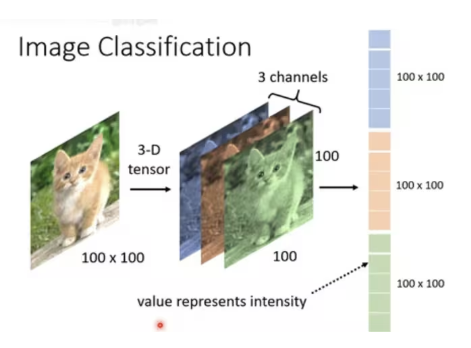 Image Classification
3 channels
3-D
tensor
100 x 100
100
100
100 x 100
100 x 100
100 x 100
value represents intensity